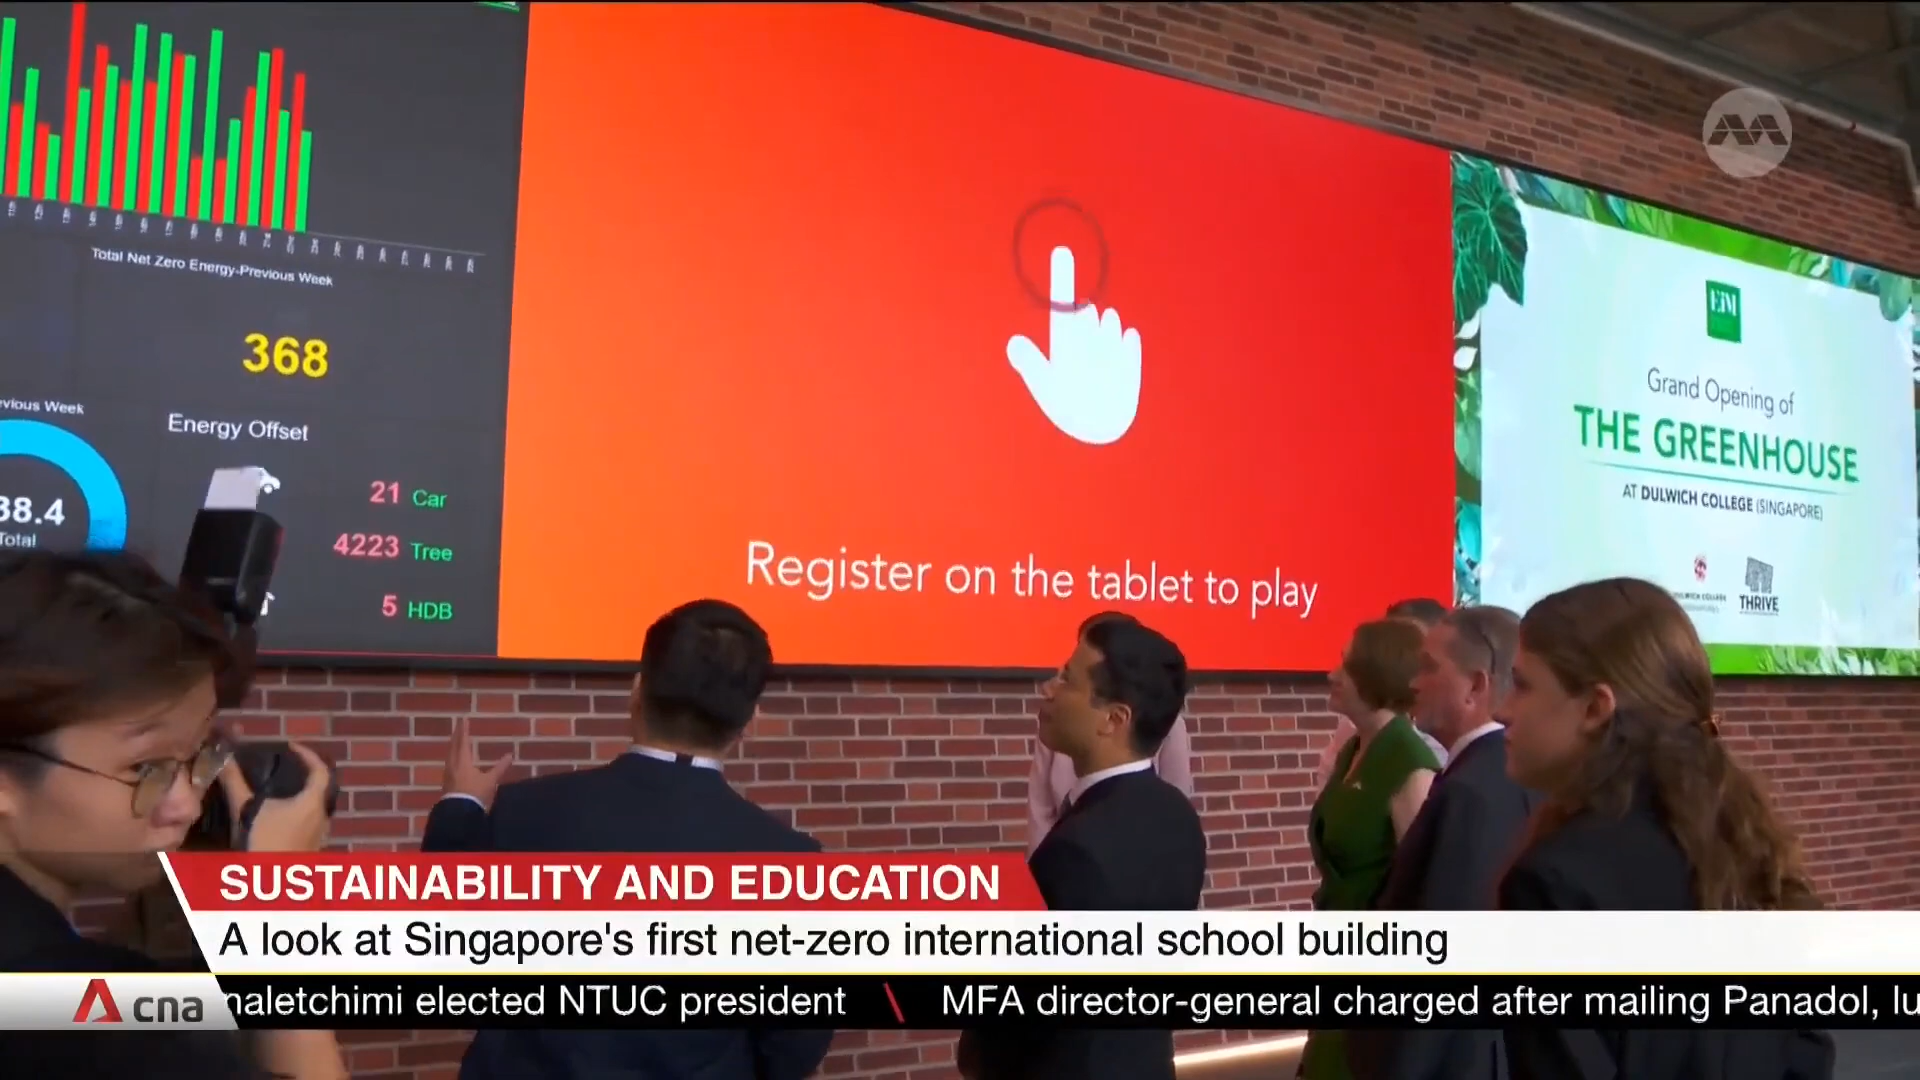 Total Net Zero Energy-Previous Week
368
vious Week
38.4
Total
Energy Offset
21 Car
4223 Tree
5 HDB
Register on the tablet to play
EiM
Grand Opening of
THE GREENHOUSE
AT DULWICH COLLEGE (SINGAPORE)
THRIVE
SUSTAINABILITY AND EDUCATION
A look at Singapore's first net-zero international school building
cna
naletchimi elected NTUC president \ MFA director-general charged after mailing Panadol, lu